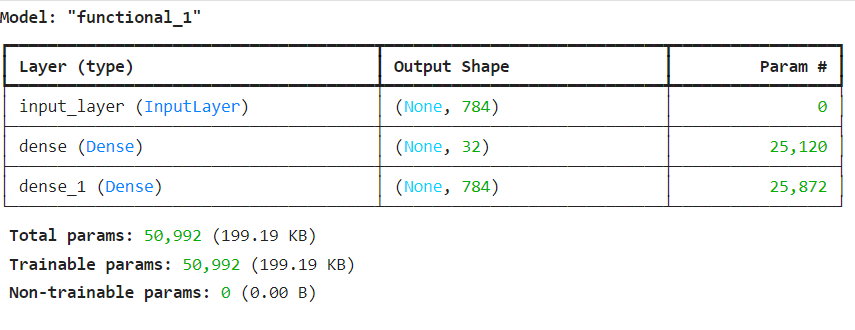 Model: "functional_1"
Layer (type) Output Shape Param #
input_layer (InputLayer) (None, 784) 0
dense (Dense) (None, 32) 25,120
dense_1 (Dense) (None, 784) 25,872
Total params: 50,992 (199.19 KB)
Trainable params: 50,992 (199.19 KB)
Non-trainable params: 0 (0.00 B)